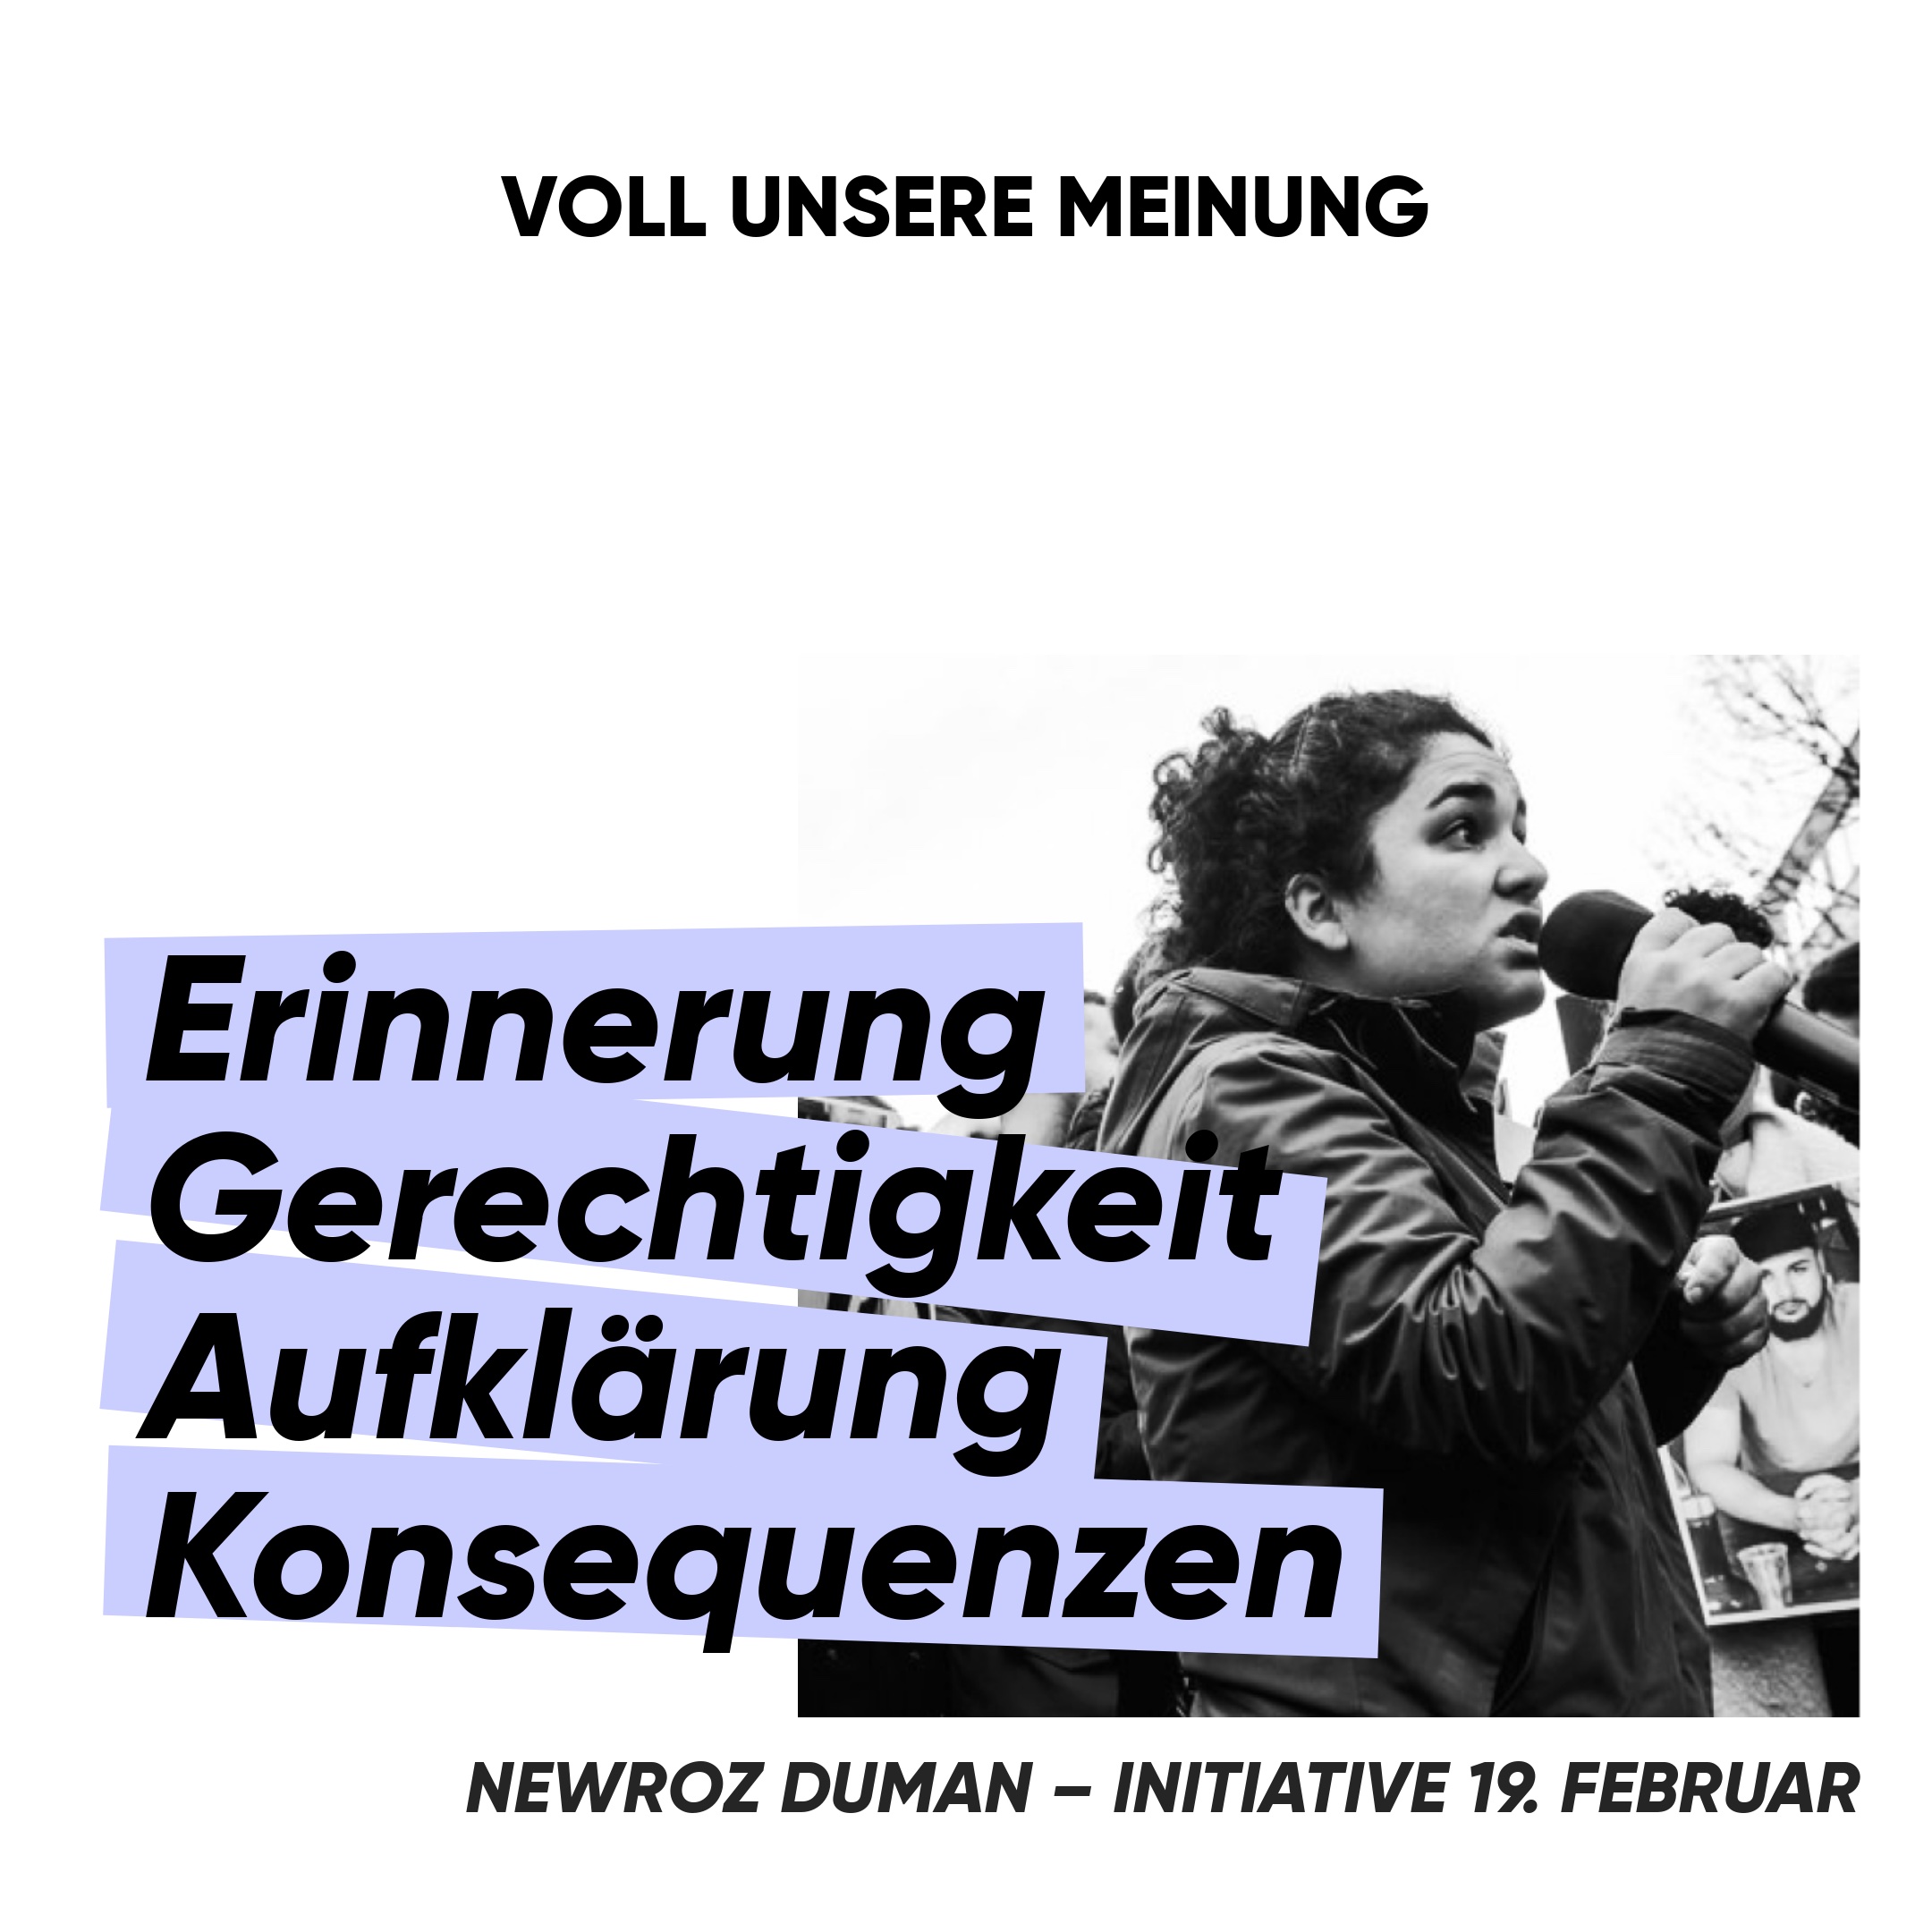 VOLL UNSERE MEINUNG
Erinnerung
Gerechtigkeit
Aufklärung
Konsequenzen
NEWROZ DUMAN – INITIATIVE 19. FEBRUAR